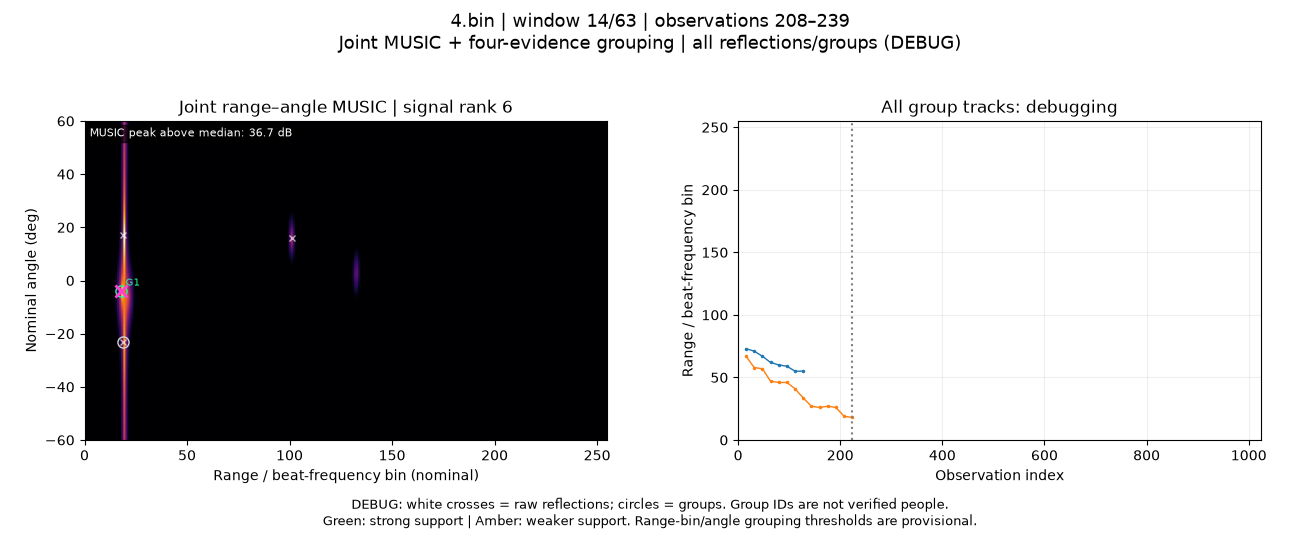 4.bin | window 14/63 | observations 208–239
Joint MUSIC + four-evidence grouping | all reflections/groups (DEBUG)
Joint range–angle MUSIC | signal rank 6
MUSIC peak above median: 36.7 dB
60
40
20
0
−20
−40
−60
Nominal angle (deg)
G1
0
50
100
150
200
250
Range / beat-frequency bin (nominal)
All group tracks: debugging
250
200
150
100
50
0
Range / beat-frequency bin
0
200
400
600
800
1000
Observation index
DEBUG: white crosses = raw reflections; circles = groups. Group IDs are not verified people.
Green: strong support | Amber: weaker support. Range-bin/angle grouping thresholds are provisional.